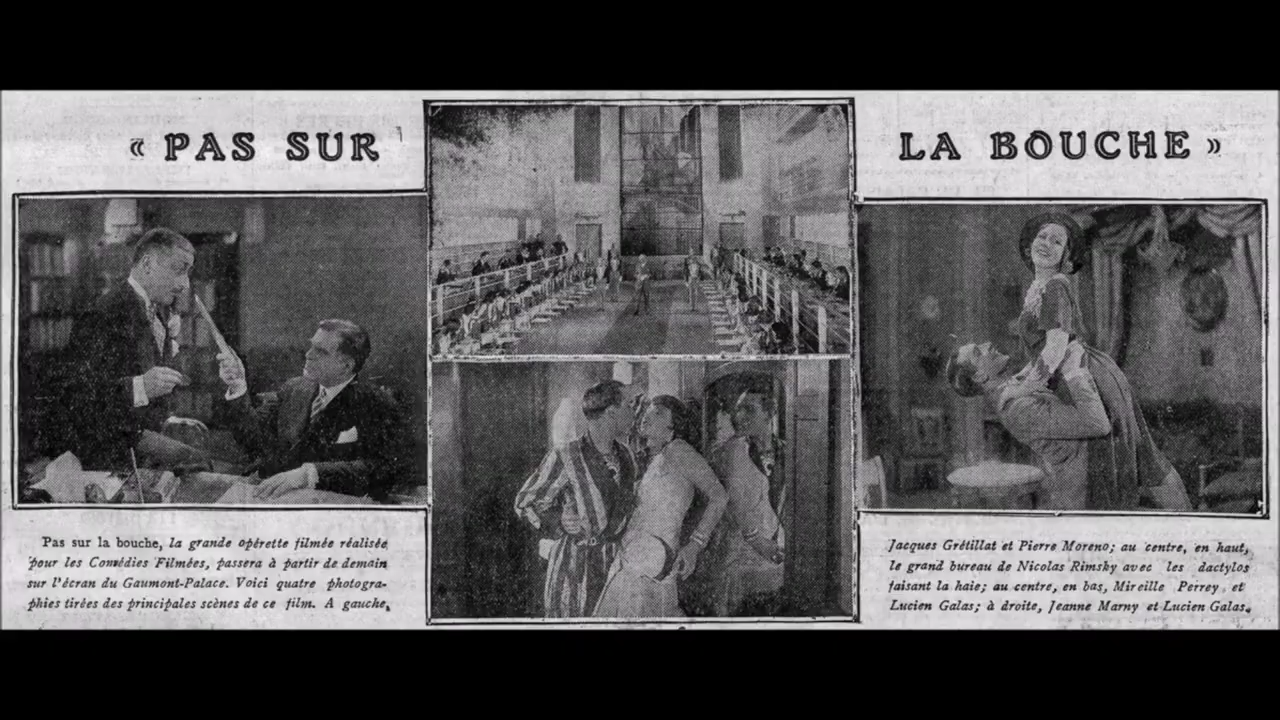 « PAS SUR LA BOUCHE »
Pas sur la bouche, la grande opérette filmée réalisée
pour les Comédies Filmées, passera à partir de demain
sur l'écran du Gaumont-Palace. Voici quatre photogra-
phies tirées des principales scènes de ce film. A gauche,
Jacques Grétillat et Pierre Moreno; au centre, en haut,
le grand bureau de Nicolas Rimsky avec les dactylos
faisant la haie; au centre, en bas, Mireille Perrey et
Lucien Galas; à droite, Jeanne Marny et Lucien Galas.